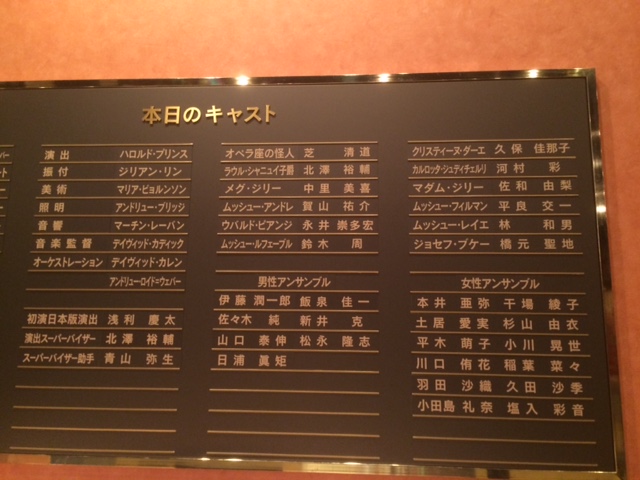 本日のキャスト
演出 ハロルド・プリンス
振付 ジリアン・リン
美術 マリア・ビョルンソン
照明 アンドリュー・ブリッジ
音響 マーチン・レーバン
音楽監督 デイヴィッド・カディック
オーケストレーション デイヴィッド・カレン
アンドリュー・ロイド=ウェバー
初演日本版演出 浅利 慶太
演出スーパーバイザー 北澤 裕輔
スーパーバイザー助手 青山 弥生
オペラ座の怪人 芝 清道
ラウル・シャニュイ子爵 北澤 裕輔
メグ・ジリー 中里 美喜
ムッシュー・アンドレ 賀山 祐介
ウバルド・ピアンジ 永井 崇多宏
ムッシュー・ルフェーブル 鈴木 周
男性アンサンブル
伊藤 潤一郎 飯泉 佳一
佐々木 純 新井 克
山口 泰伸 松永 隆志
日浦 眞矩
クリスティーヌ・ダーエ 久保 佳那子
カルロッタ・ジュディチェルリ 河村 彩
マダム・ジリー 佐和 由梨
ムッシュー・フィルマン 平良 交一
ムッシュー・レイエ 林 和男
ジョセフ・ブケー 橋元 聖地
女性アンサンブル
本井 亜弥 干場 綾子
土居 愛実 杉山 由衣
平木 萌子 小川 晃世
川口 侑花 稲葉 菜々
羽田 沙織 久田 沙季
小田島 礼奈 塩入 彩音